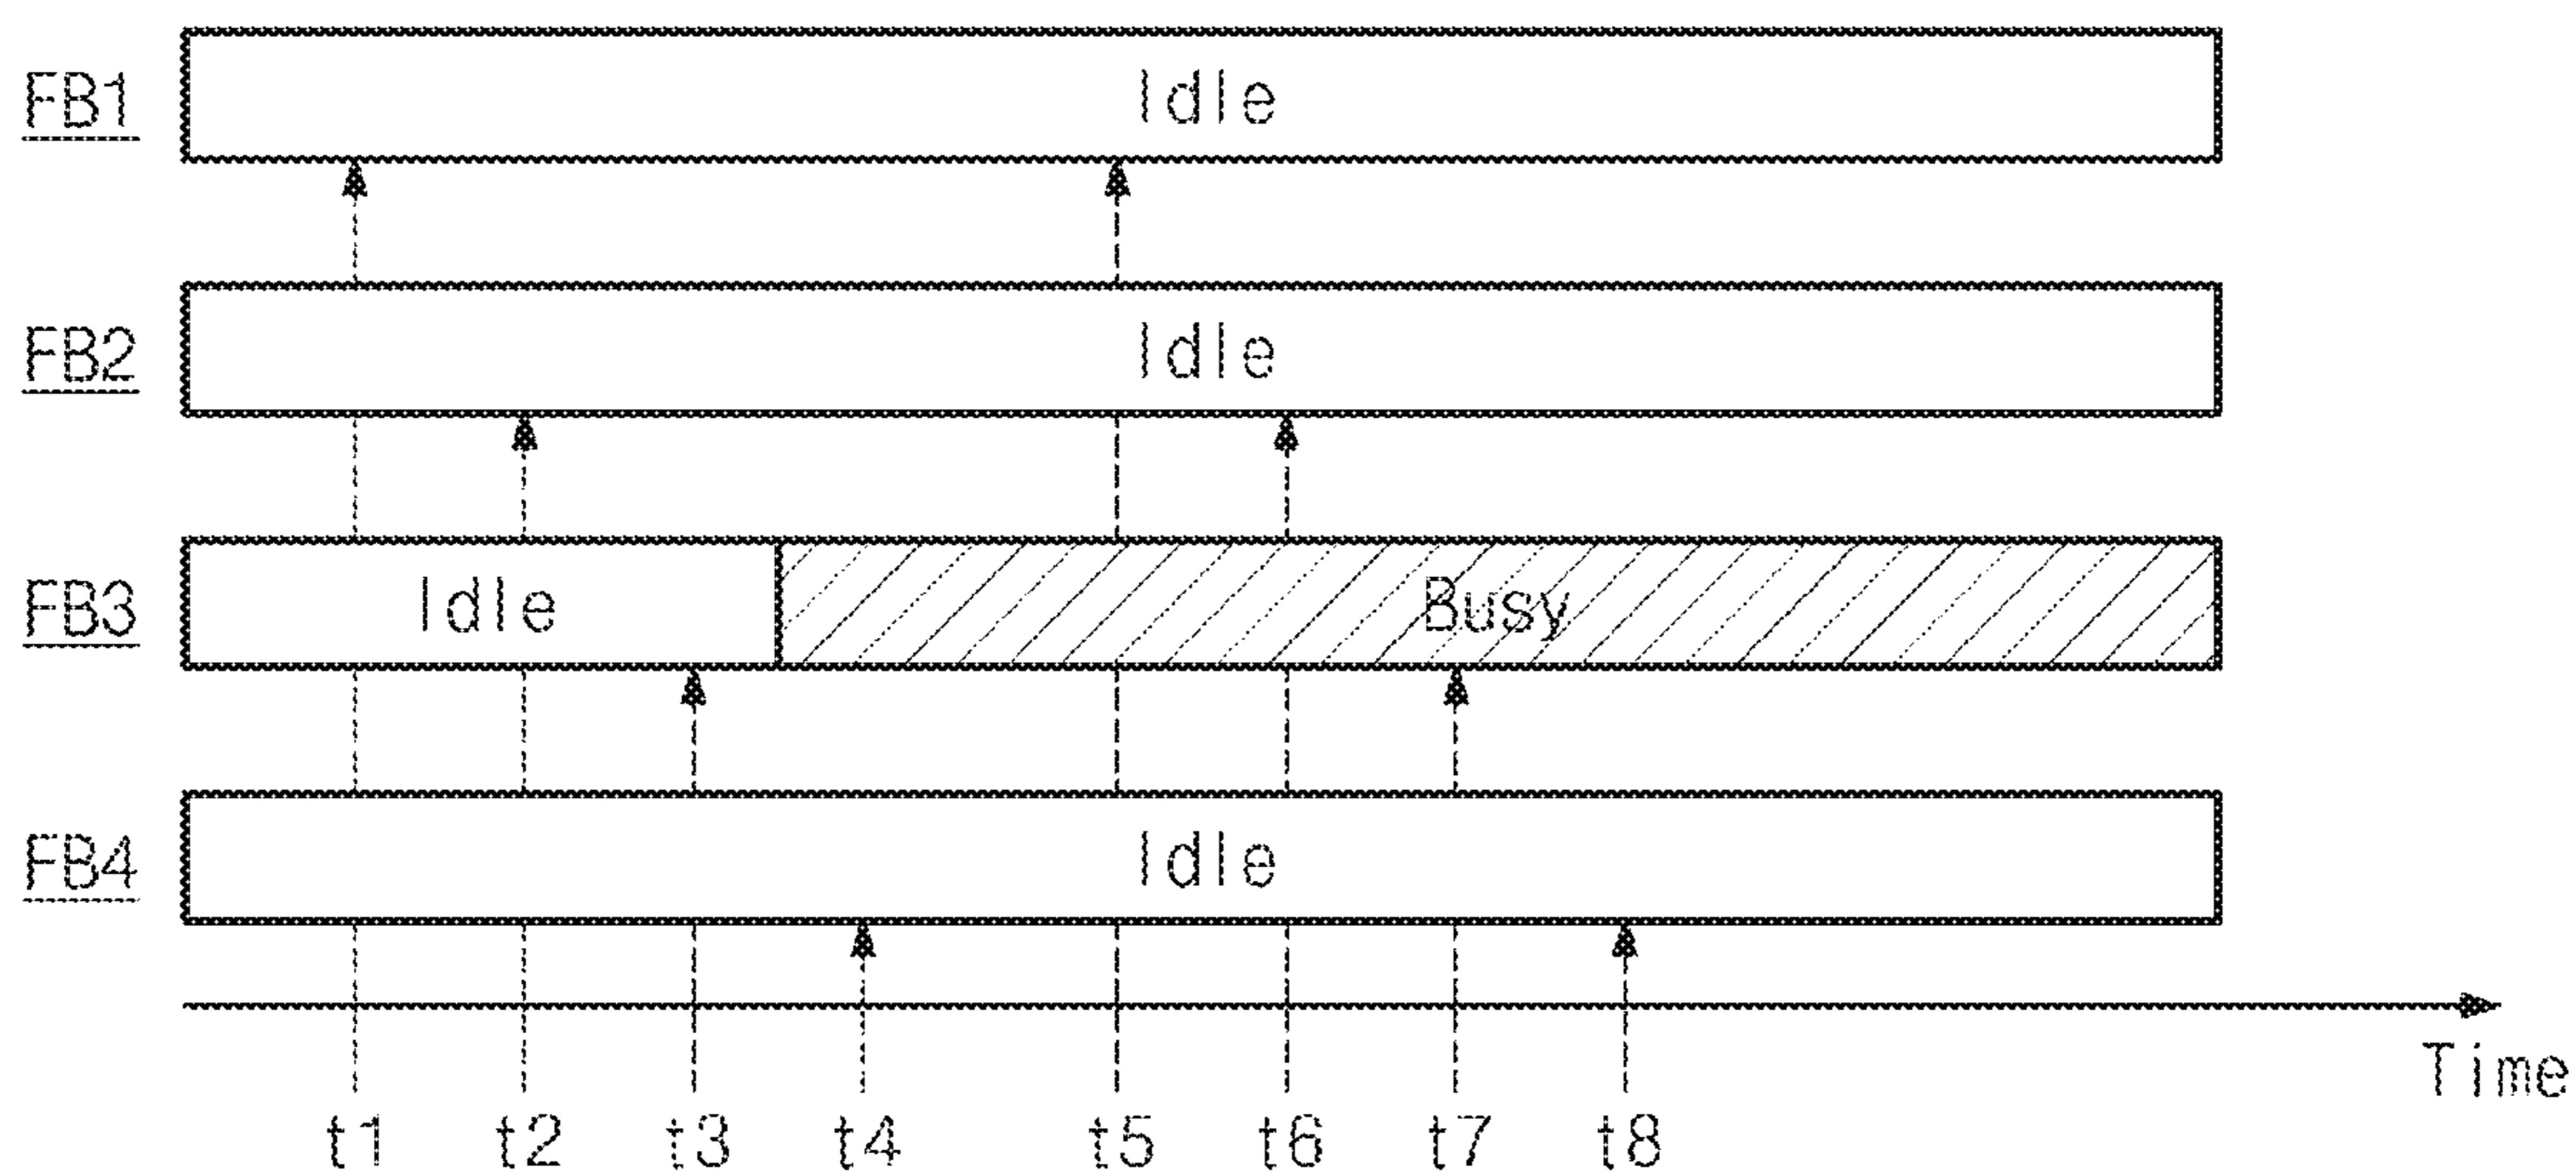 FB1 Idle
FB2 Idle
FB3 Idle Busy
FB4 Idle
Time
t1 t2 t3 t4 t5 t6 t7 t8